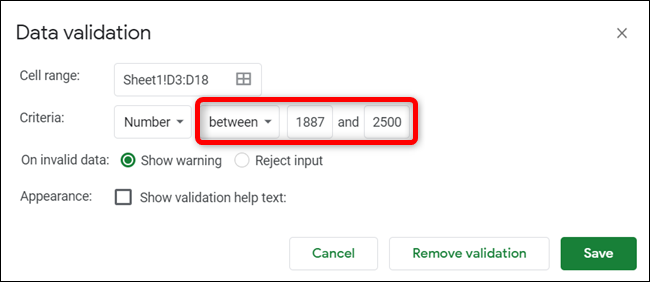 Data validation
Cell range: Sheet1!D3:D18
Criteria: Number between 1887 and 2500
On invalid data: Show warning Reject input
Appearance: Show validation help text:
Cancel Remove validation Save